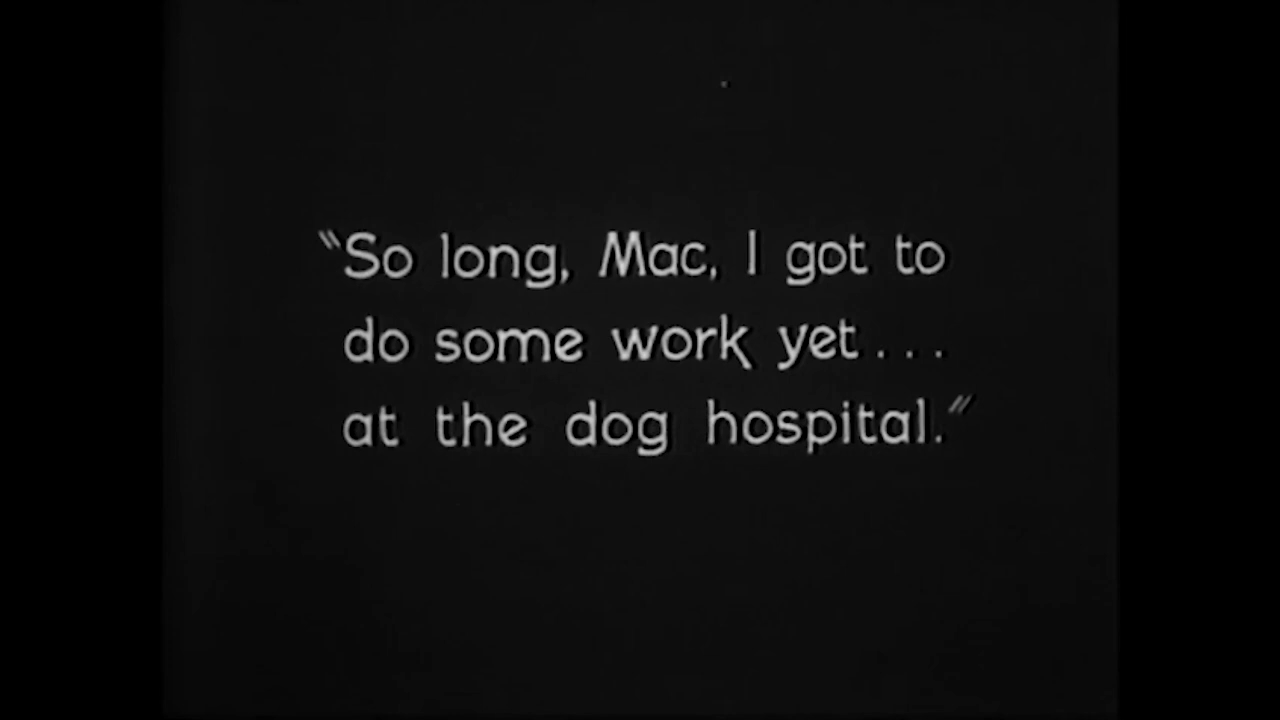 "So long, Mac, I got to
do some work yet...
at the dog hospital."